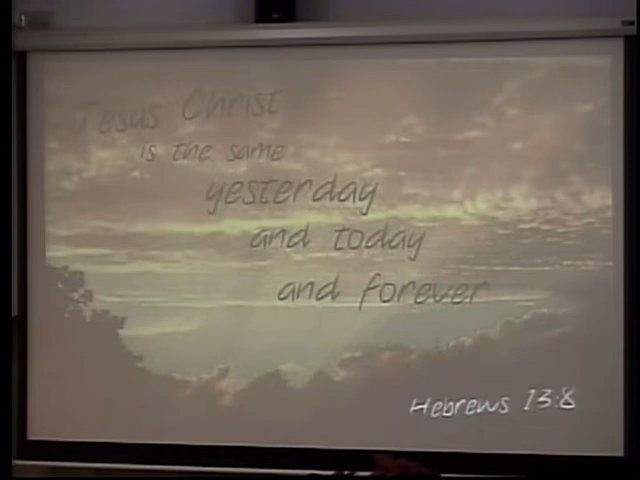 Jesus Christ
is the same
yesterday
and today
and forever
Hebrews 13:8